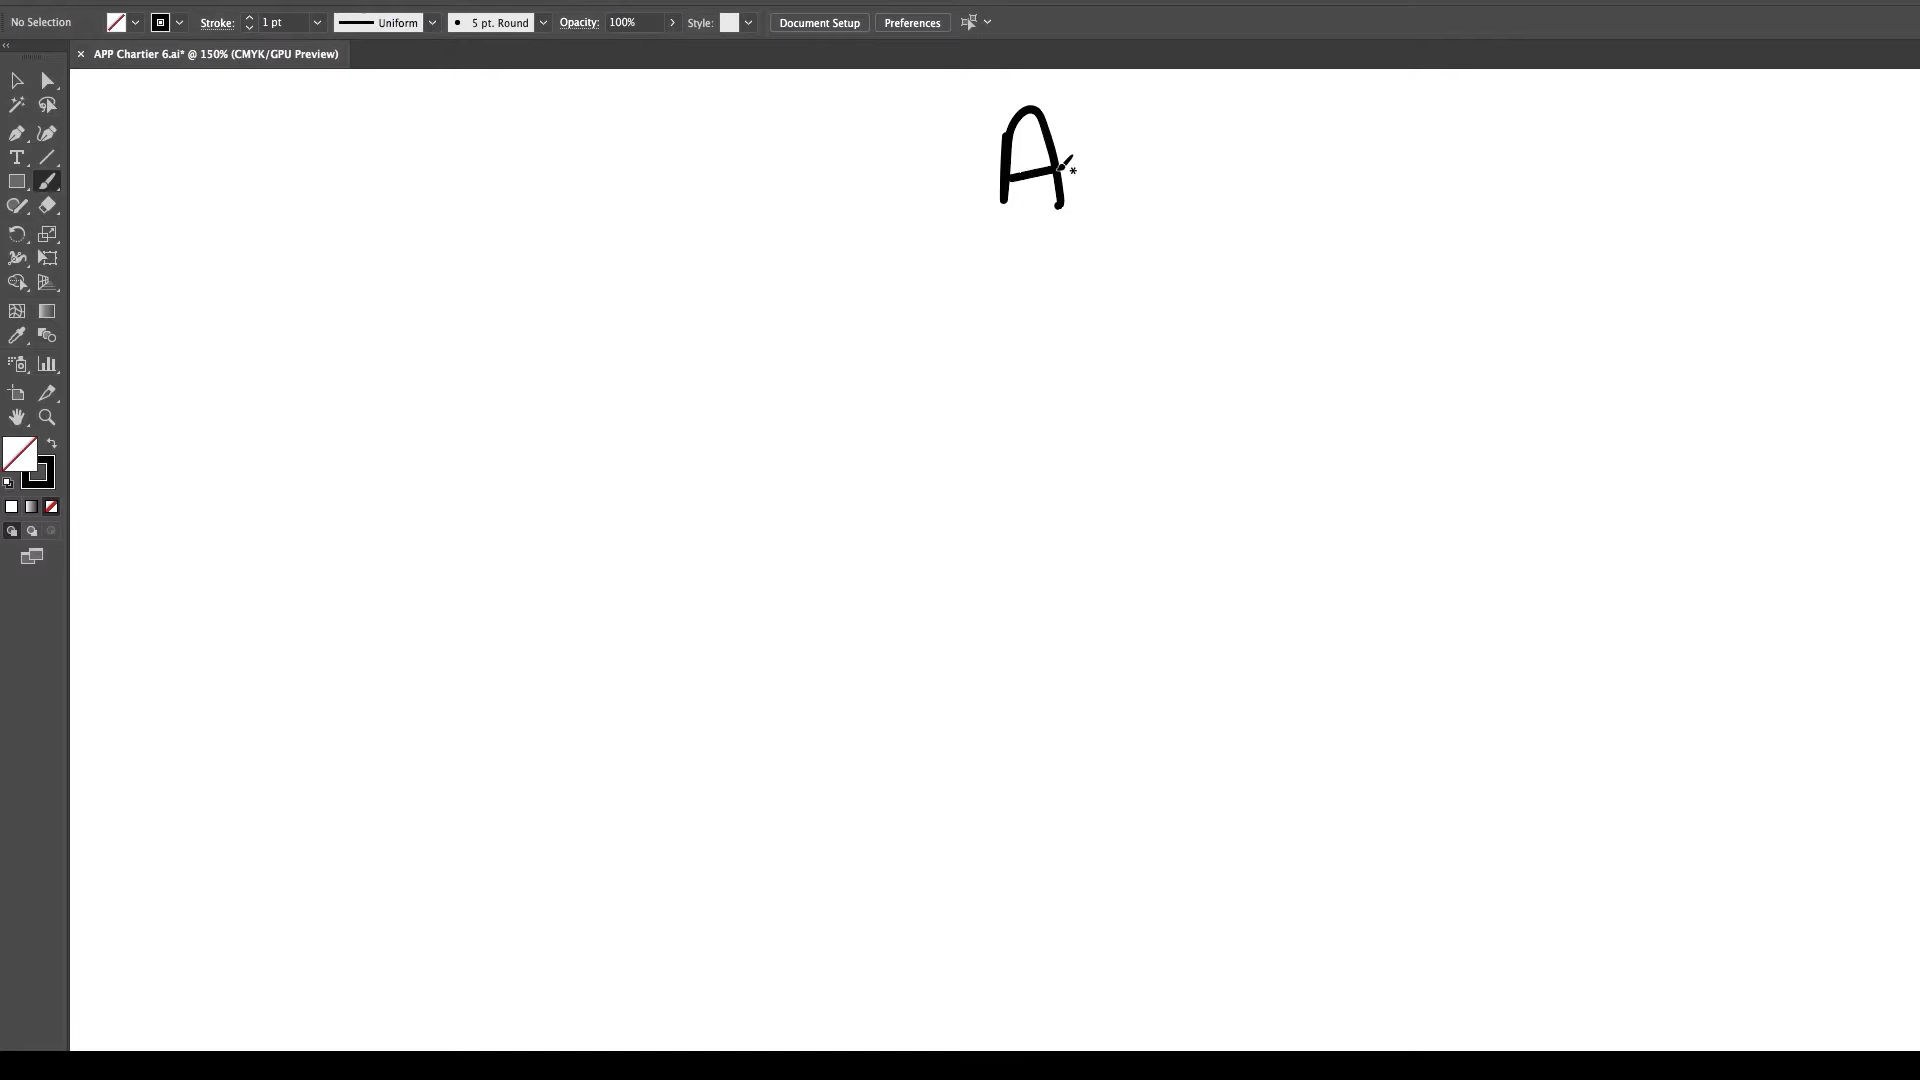 No Selection Stroke: 1 pt Uniform 5 pt. Round Opacity: 100% Style: Document Setup Preferences
APP Chartier 6.ai* @ 150% (CMYK/GPU Preview)
A